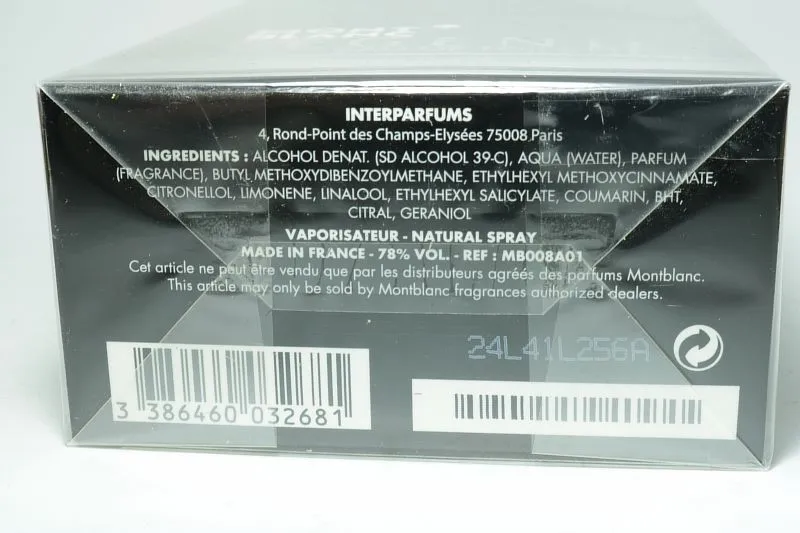 INTERPARFUMS
4, Rond-Point des Champs-Elysées 75008 Paris
INGREDIENTS : ALCOHOL DENAT. (SD ALCOHOL 39-C), AQUA (WATER), PARFUM
(FRAGRANCE), BUTYL METHOXYDIBENZOYLMETHANE, ETHYLHEXYL METHOXYCINNAMATE,
CITRONELLOL, LIMONENE, LINALOOL, ETHYLHEXYL SALICYLATE, COUMARIN, BHT,
CITRAL, GERANIOL
VAPORISATEUR - NATURAL SPRAY
MADE IN FRANCE - 78% VOL. - REF : MB008A01
Cet article ne peut être vendu que par les distributeurs agréés des parfums Montblanc.
This article may only be sold by Montblanc fragrances authorized dealers.
24L41L256A
3 386460 032681